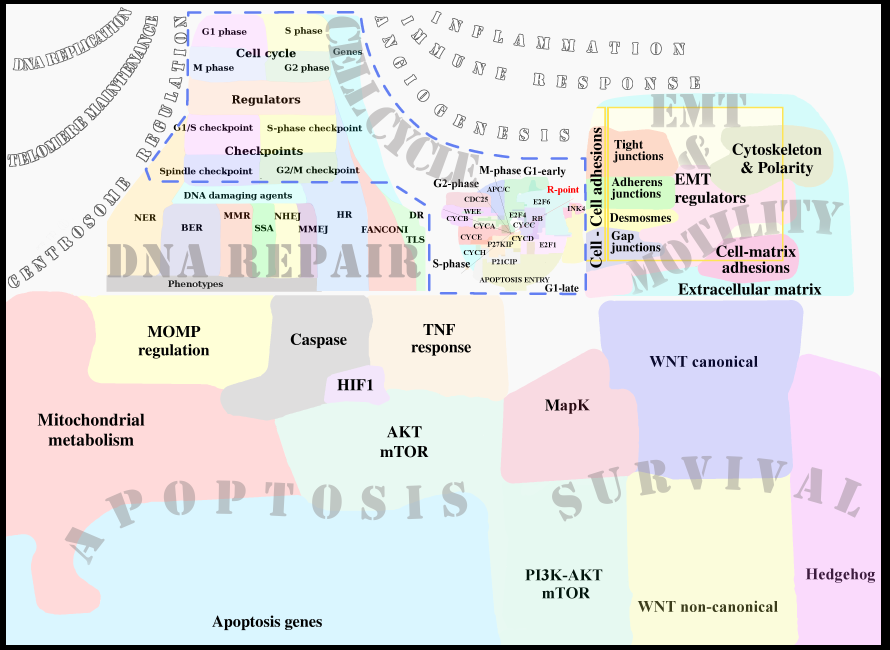 DNA REPLICATION
TELOMERE MAINTENANCE
CENTROSOME REGULATION
CELLCYCLE
ANGIOGENESIS
IMMUNE RESPONSE
INFLAMMATION
G1 phase
S phase
Cell cycle
Genes
M phase
G2 phase
Regulators
G1/S checkpoint
S-phase checkpoint
Checkpoints
Spindle checkpoint
G2/M checkpoint
DNA damaging agents
NER
BER
MMR
SSA
NHEJ
MMEJ
HR
FANCONI
DR
TLS
DNA REPAIR
Phenotypes
M-phase
G1-early
G2-phase
R-point
APC/C
CDC25
E2F6
INK4
WEE
CYCB
E2F4
RB
CYCA
CYCC
CYCE
CYCD
P27KIP
E2F1
CYCH
P21CIP
S-phase
APOPTOSIS ENTRY
G1-late
EMT
&
MOTILITY
Cell - Cell adhesions
Tight
junctions
Adherens
junctions
Desmosmes
Gap
junctions
EMT
regulators
Cytoskeleton
& Polarity
Cell-matrix
adhesions
Extracellular matrix
MOMP
regulation
Caspase
TNF
response
HIF1
Mitochondrial
metabolism
AKT
mTOR
MapK
WNT canonical
APOPTOSIS
SURVIVAL
Apoptosis genes
PI3K-AKT
mTOR
WNT non-canonical
Hedgehog